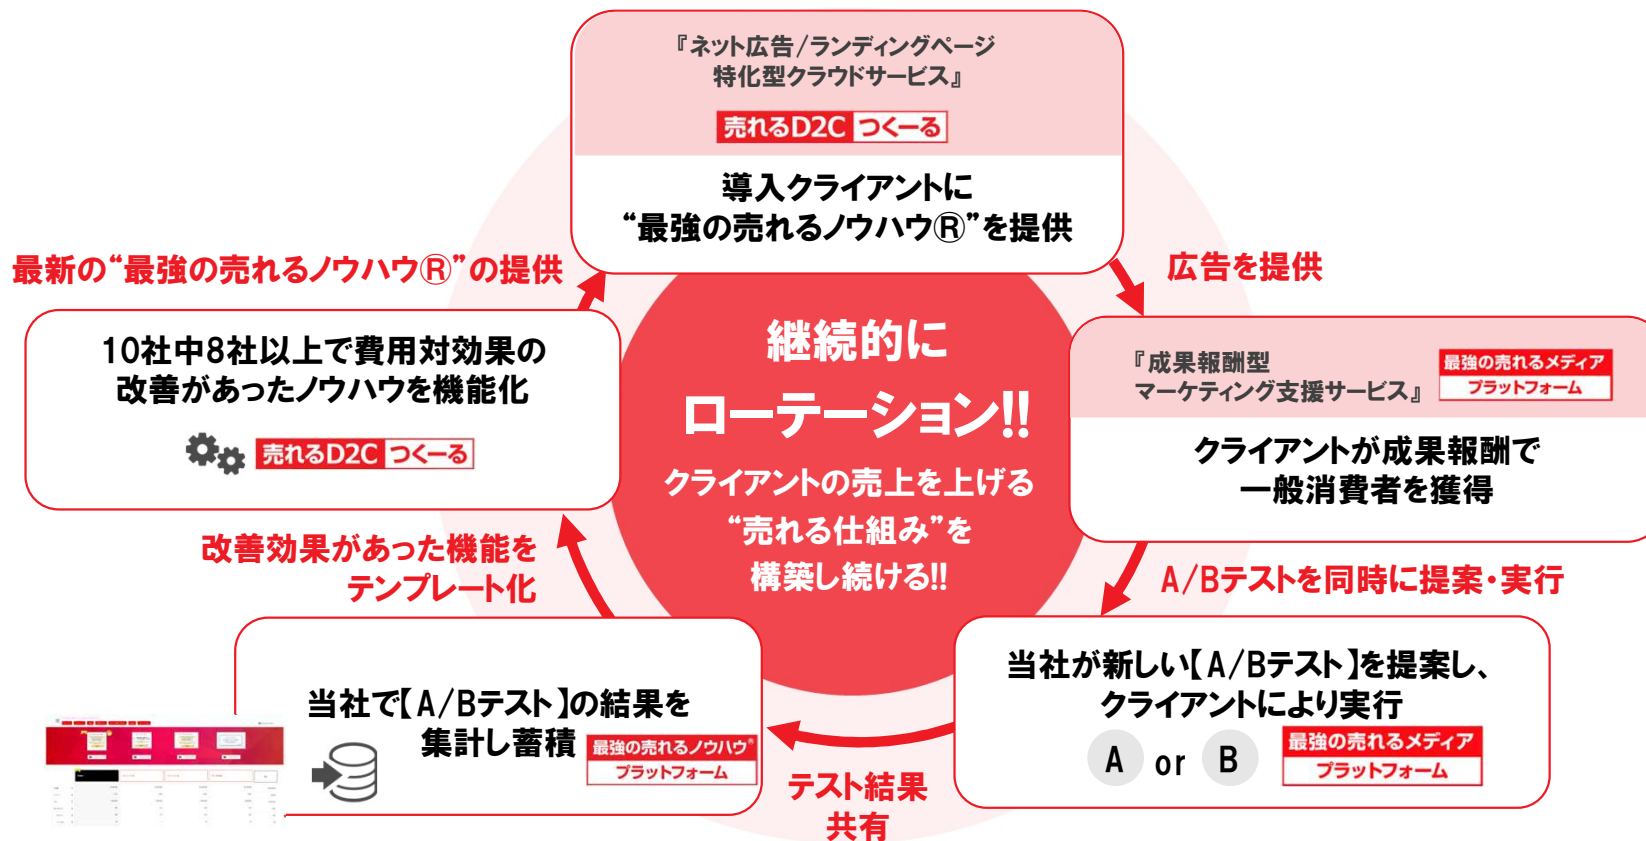 『ネット広告/ランディングページ
特化型クラウドサービス』
売れるD2C つくーる
導入クライアントに
“最強の売れるノウハウⓇ”を提供
広告を提供
『成果報酬型
マーケティング支援サービス』
最強の売れるメディア
プラットフォーム
クライアントが成果報酬で
一般消費者を獲得
A/Bテストを同時に提案・実行
当社が新しい【A/Bテスト】を提案し、
クライアントにより実行
A or B
最強の売れるメディア
プラットフォーム
テスト結果
共有
当社で【A/Bテスト】の結果を
集計し蓄積
最強の売れるノウハウ®
プラットフォーム
改善効果があった機能を
テンプレート化
10社中8社以上で費用対効果の
改善があったノウハウを機能化
売れるD2C つくーる
最新の“最強の売れるノウハウⓇ”の提供
継続的に
ローテーション!!
クライアントの売上を上げる
“売れる仕組み”を
構築し続ける!!